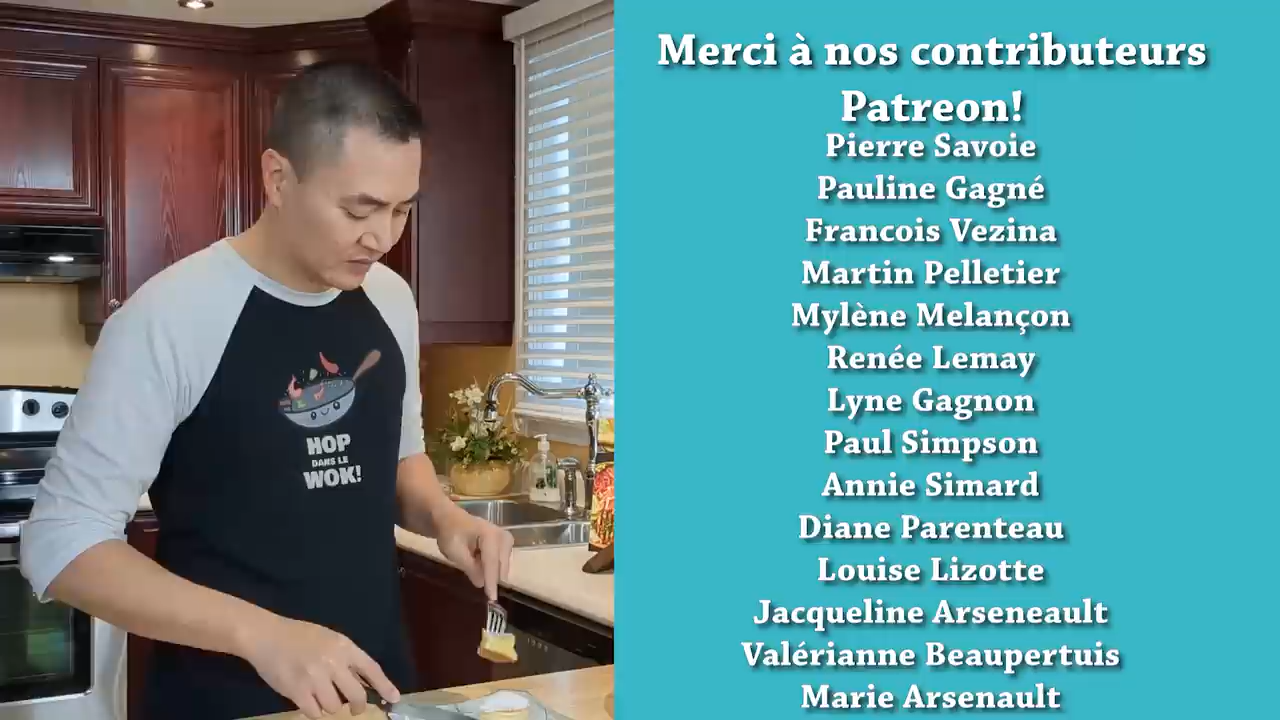 Merci à nos contributeurs
Patreon!
Pierre Savoie
Pauline Gagné
Francois Vezina
Martin Pelletier
Mylène Melançon
Renée Lemay
Lyne Gagnon
Paul Simpson
Annie Simard
Diane Parenteau
Louise Lizotte
Jacqueline Arseneault
Valérianne Beaupertuis
Marie Arsenault
HOP
DANS LE
WOK!